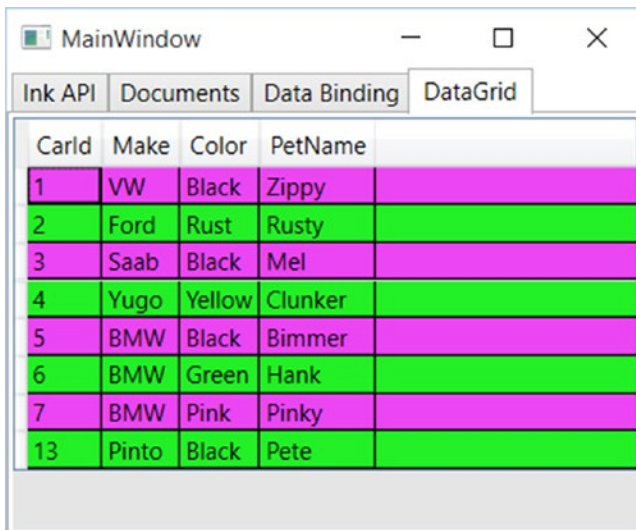 MainWindow
Ink API Documents Data Binding DataGrid
CarId Make Color PetName
1 VW Black Zippy
2 Ford Rust Rusty
3 Saab Black Mel
4 Yugo Yellow Clunker
5 BMW Black Bimmer
6 BMW Green Hank
7 BMW Pink Pinky
13 Pinto Black Pete